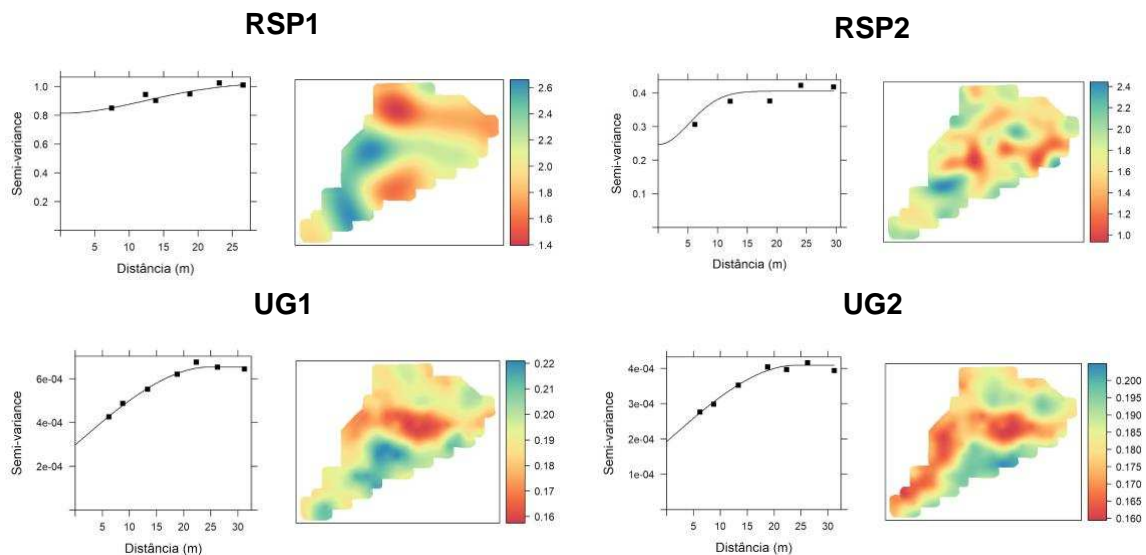 RSP1
RSP2
1.0
0.8
0.6
0.4
0.2
Semi-variance
5 10 15 20 25
Distância (m)
2.6
2.4
2.2
2.0
1.8
1.6
1.4
0.4
0.3
0.2
0.1
Semi-variance
5 10 15 20 25 30
Distância (m)
2.4
2.2
2.0
1.8
1.6
1.4
1.2
1.0
UG1
UG2
6e-04
4e-04
2e-04
Semi-variance
5 10 15 20 25 30
Distância (m)
0.22
0.21
0.20
0.19
0.18
0.17
0.16
4e-04
3e-04
2e-04
1e-04
Semi-variance
5 10 15 20 25 30
Distância (m)
0.200
0.195
0.190
0.185
0.180
0.175
0.170
0.165
0.160